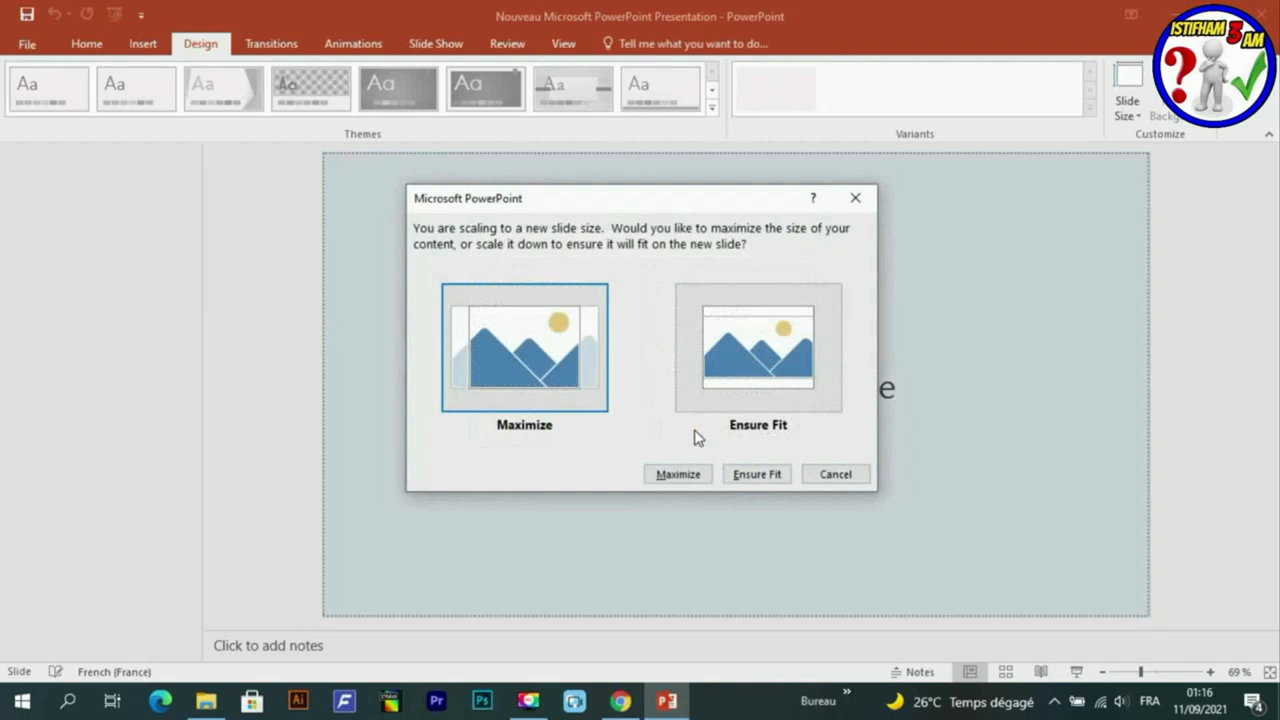 Nouveau Microsoft PowerPoint Presentation - PowerPoint
File Home Insert Design Transitions Animations Slide Show Review View Tell me what you want to do...
ISTIFHAM 3 AM
Aa Aa Aa Aa Aa Aa Aa Aa
Slide
Size
Themes
Variants
Customize
Microsoft PowerPoint
You are scaling to a new slide size. Would you like to maximize the size of your
content, or scale it down to ensure it will fit on the new slide?
e
Maximize
Ensure Fit
Maximize Ensure Fit Cancel
Click to add notes
Slide French (France) Notes 69 %
Ai Pr Ps Bureau 26°C Temps dégagé FRA
01:16
11/09/2021
4